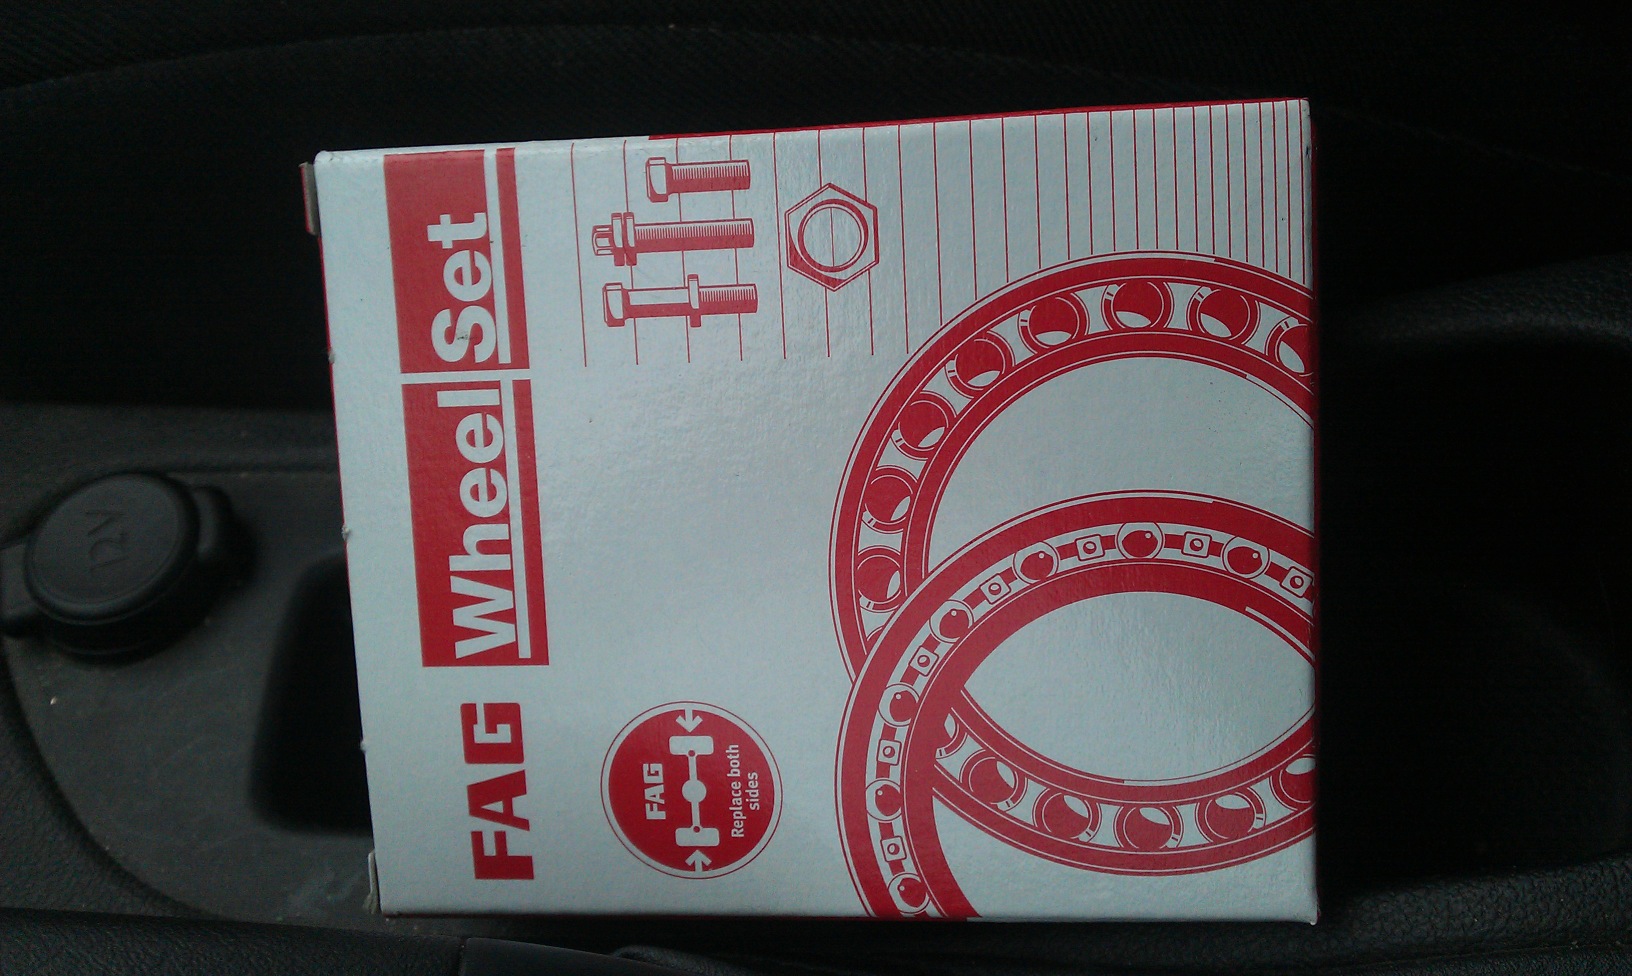 FAG Wheel Set
FAG
Replace both
sides
12V